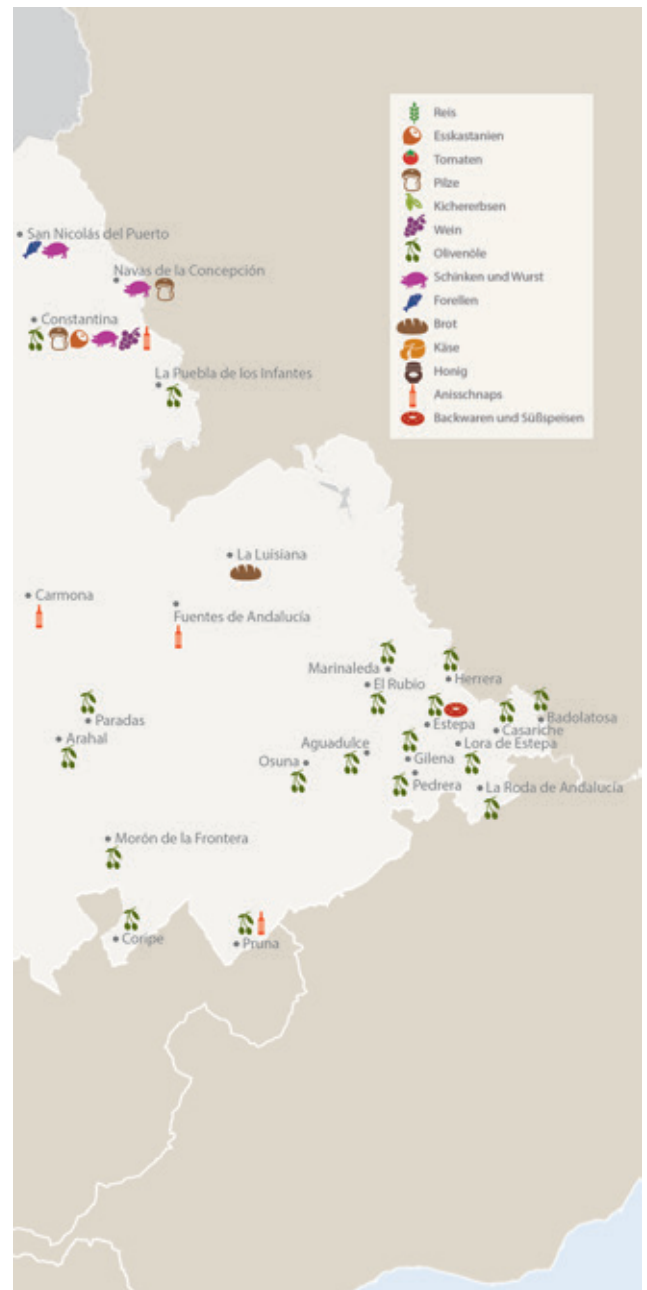 Reis
Esskastanien
Tomaten
Pilze
Kichererbsen
Wein
Olivenöle
Schinken und Wurst
Forellen
Brot
Käse
Honig
Anisschnaps
Backwaren und Süßspeisen
San Nicolás del Puerto
Navas de la Concepción
Constantina
La Puebla de los Infantes
La Luisiana
Carmona
Fuentes de Andalucía
Marinaleda
Herrera
El Rubio
Paradas
Estepa
Badolatosa
Casariche
Arahal
Aguadulce
Lora de Estepa
Osuna
Gilena
Pedrera
La Roda de Andalucía
Morón de la Frontera
Coripe
Pruna